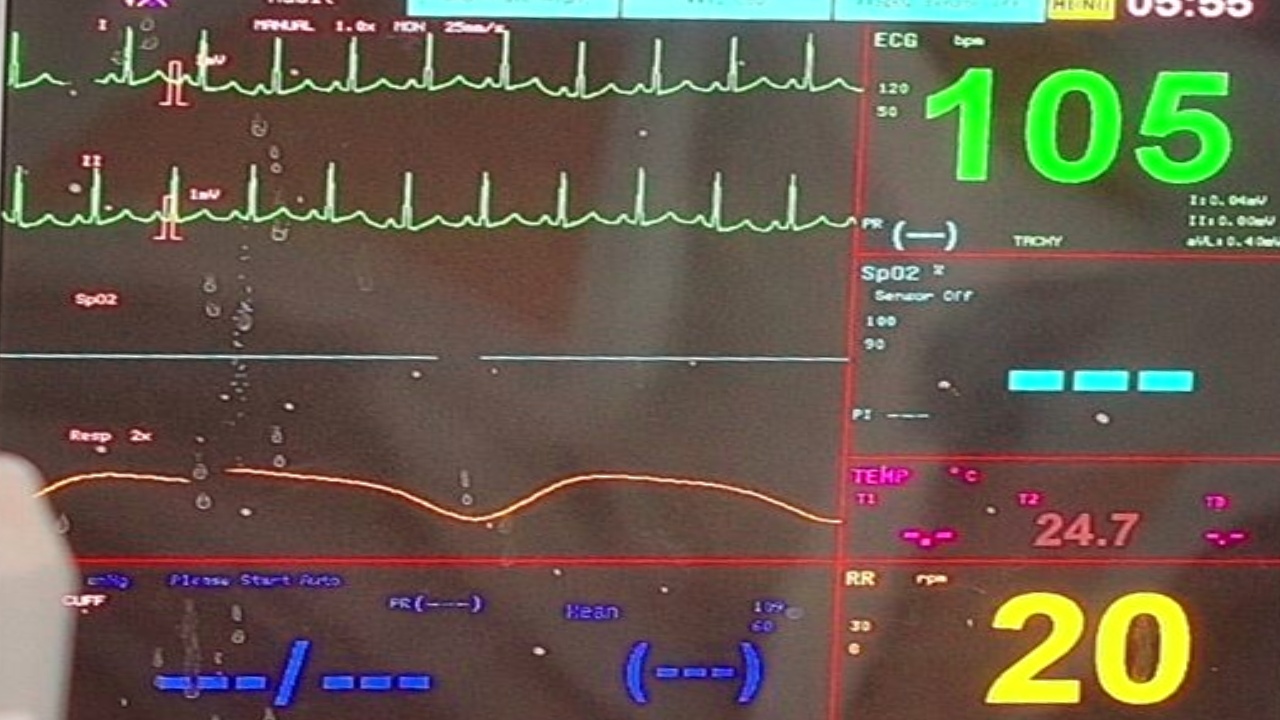 MENU 05:55
I MANUAL 1.0x MON 25mm/s
1mV
II
1mV
SpO2
Resp 2x
ECG bpm
120
50
105
PR (---)
TACHY
I:0.04mV
II:0.00mV
aVL:0.40mV
SpO2 %
Sensor Off
100
90
PI ---
TEMP °C
T1 T2 T3
-.- 24.7 -.-
mmHg Please Start Auto
CUFF
PR(---)
Mean
109
60
---/---
(---)
RR rpm
30
20